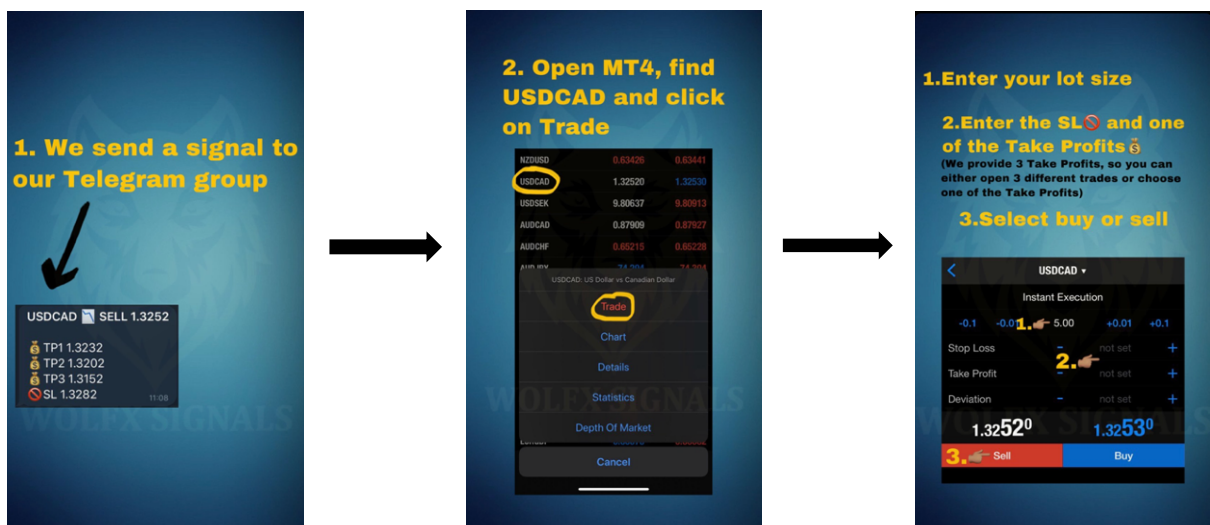 1. We send a signal to
our Telegram group
USDCAD 📉 SELL 1.3252
💰 TP1 1.3232
💰 TP2 1.3202
💰 TP3 1.3152
🚫SL 1.3282
11:08
WOLFX SIGNALS
2. Open MT4, find
USDCAD and click
on Trade
NZDUSD 0.63426 0.63441
USDCAD 1.32520 1.32530
USDSEK 9.80637 9.80913
AUDCAD 0.87909 0.87927
AUDCHF 0.65215 0.65228
USDCAD: US Dollar vs Canadian Dollar
Trade
Chart
Details
Statistics
Depth Of Market
Cancel
WOLFX SIGNALS
1.Enter your lot size
2.Enter the SL🚫 and one
of the Take Profits💰
(We provide 3 Take Profits, so you can
either open 3 different trades or choose
one of the Take Profits)
3.Select buy or sell
USDCAD
Instant Execution
-0.1 -0.01 1. 👉 5.00 +0.01 +0.1
Stop Loss - not set +
2. 👉
Take Profit - not set +
Deviation - not set +
1.32520 1.32530
3. 👉 Sell Buy